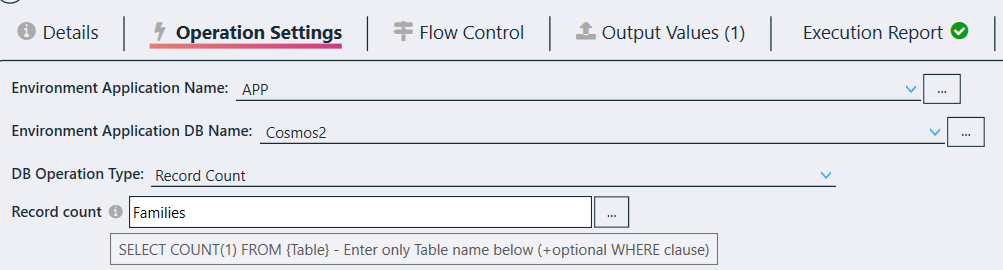 Details
Operation Settings
Flow Control
Output Values (1)
Execution Report
Environment Application Name: APP ...
Environment Application DB Name: Cosmos2 ...
DB Operation Type: Record Count
Record count Families ...
SELECT COUNT(1) FROM {Table} - Enter only Table name below (+optional WHERE clause)